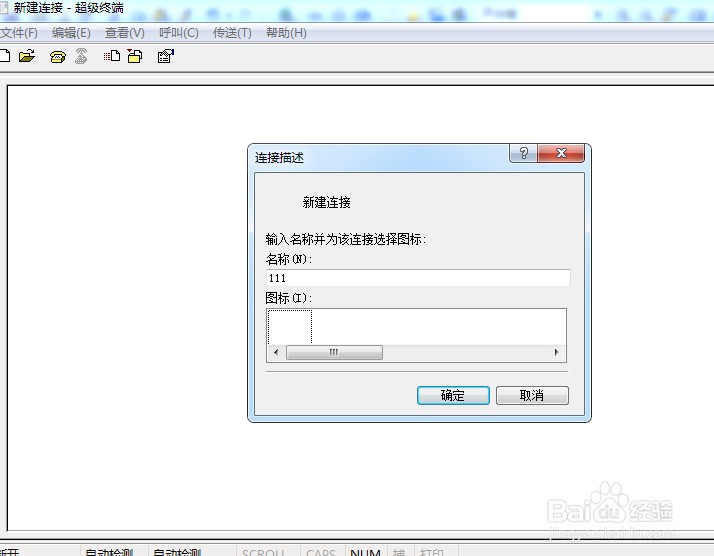 新建连接 - 超级终端
文件(F) 编辑(E) 查看(V) 呼叫(C) 传送(T) 帮助(H)
连接描述
新建连接
输入名称并为该连接选择图标:
名称(N):
111
图标(I):
确定 取消
Baidu 经验
jingyan.baidu.com
自动检测 自动检测 SCROLL CAPS NUM 捕 打印